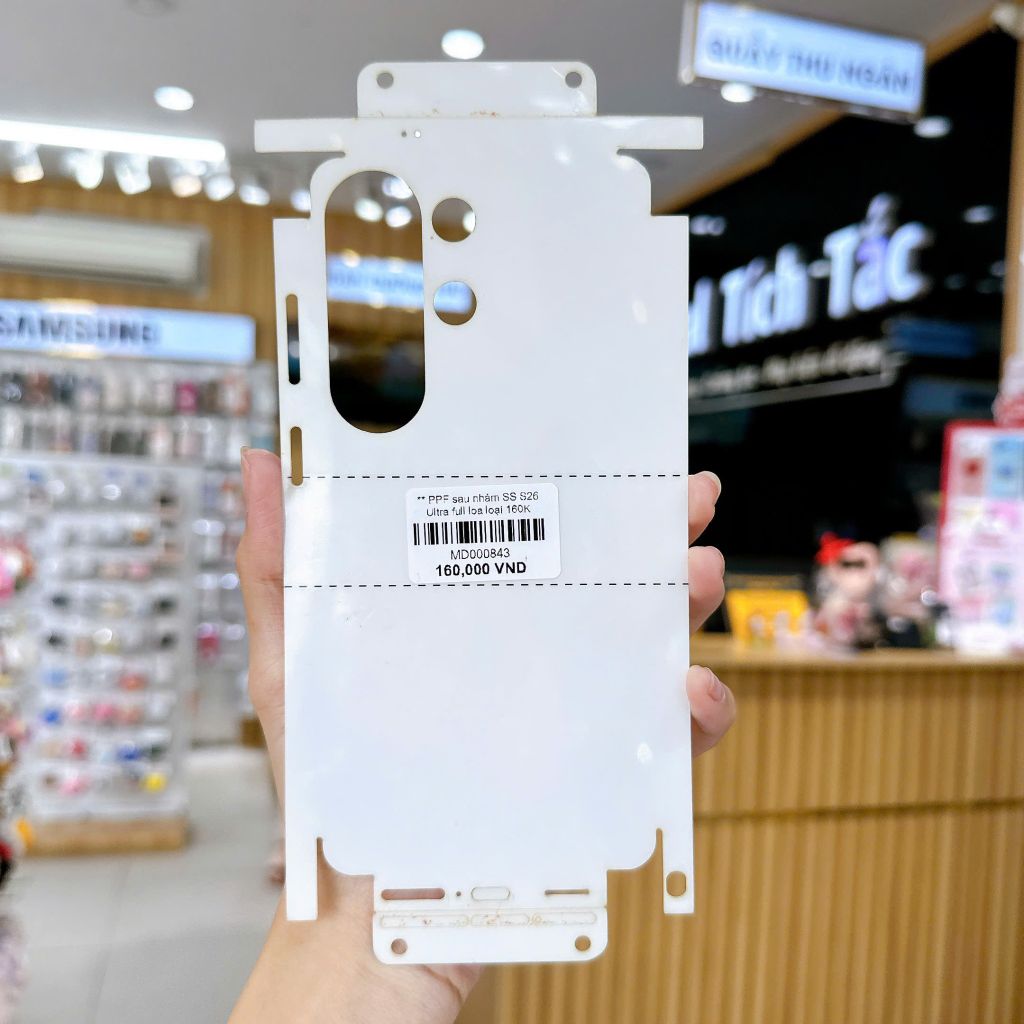 QUẦY THU NGÂN
Tích-Tắc
SAMSUNG
** PPF sau nhám SS S26
Ultra full loa loại 160K
MD000843
160,000 VND